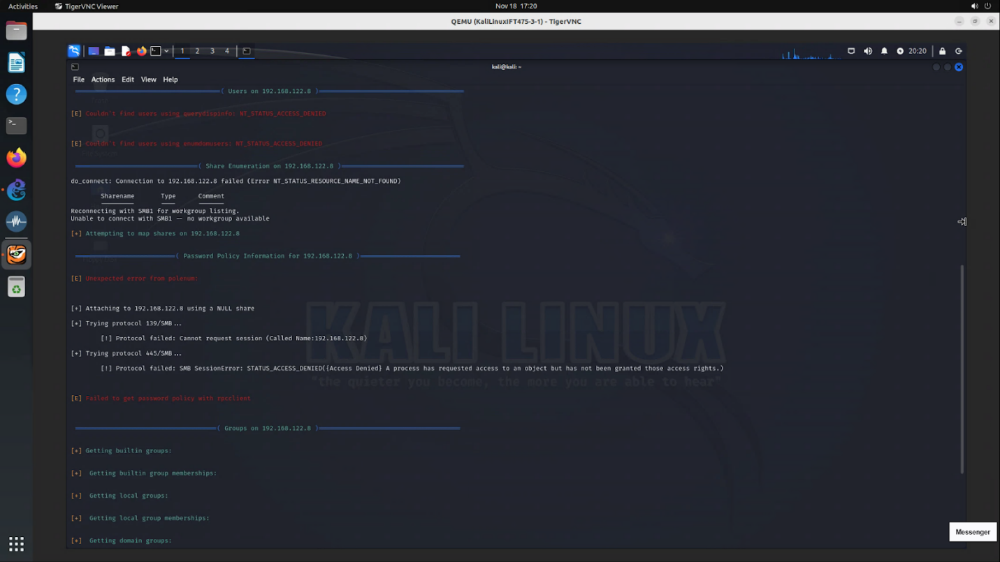 Activities TigerVNC Viewer Nov 18 17:20
QEMU (KaliLinuxIFT475-3-1) - TigerVNC
1 2 3 4 20:20
kali@kali: ~
File Actions Edit View Help
( Users on 192.168.122.8 )
[E] Couldn't find users using querydispinfo: NT_STATUS_ACCESS_DENIED
[E] Couldn't find users using enumdomusers: NT_STATUS_ACCESS_DENIED
( Share Enumeration on 192.168.122.8 )
do_connect: Connection to 192.168.122.8 failed (Error NT_STATUS_RESOURCE_NAME_NOT_FOUND)
Sharename Type Comment
Reconnecting with SMB1 for workgroup listing.
Unable to connect with SMB1 -- no workgroup available
[+] Attempting to map shares on 192.168.122.8
( Password Policy Information for 192.168.122.8 )
[E] Unexpected error from polenum:
[+] Attaching to 192.168.122.8 using a NULL share
[+] Trying protocol 139/SMB...
[!] Protocol failed: Cannot request session (Called Name:192.168.122.8)
[+] Trying protocol 445/SMB...
[!] Protocol failed: SMB SessionError: STATUS_ACCESS_DENIED({Access Denied} A process has requested access to an object but has not been granted those access rights.)
KALI LINUX
"the quieter you become, the more you are able to hear"
[E] Failed to get password policy with rpcclient
( Groups on 192.168.122.8 )
[+] Getting builtin groups:
[+] Getting builtin group memberships:
[+] Getting local groups:
[+] Getting local group memberships:
[+] Getting domain groups:
Messenger